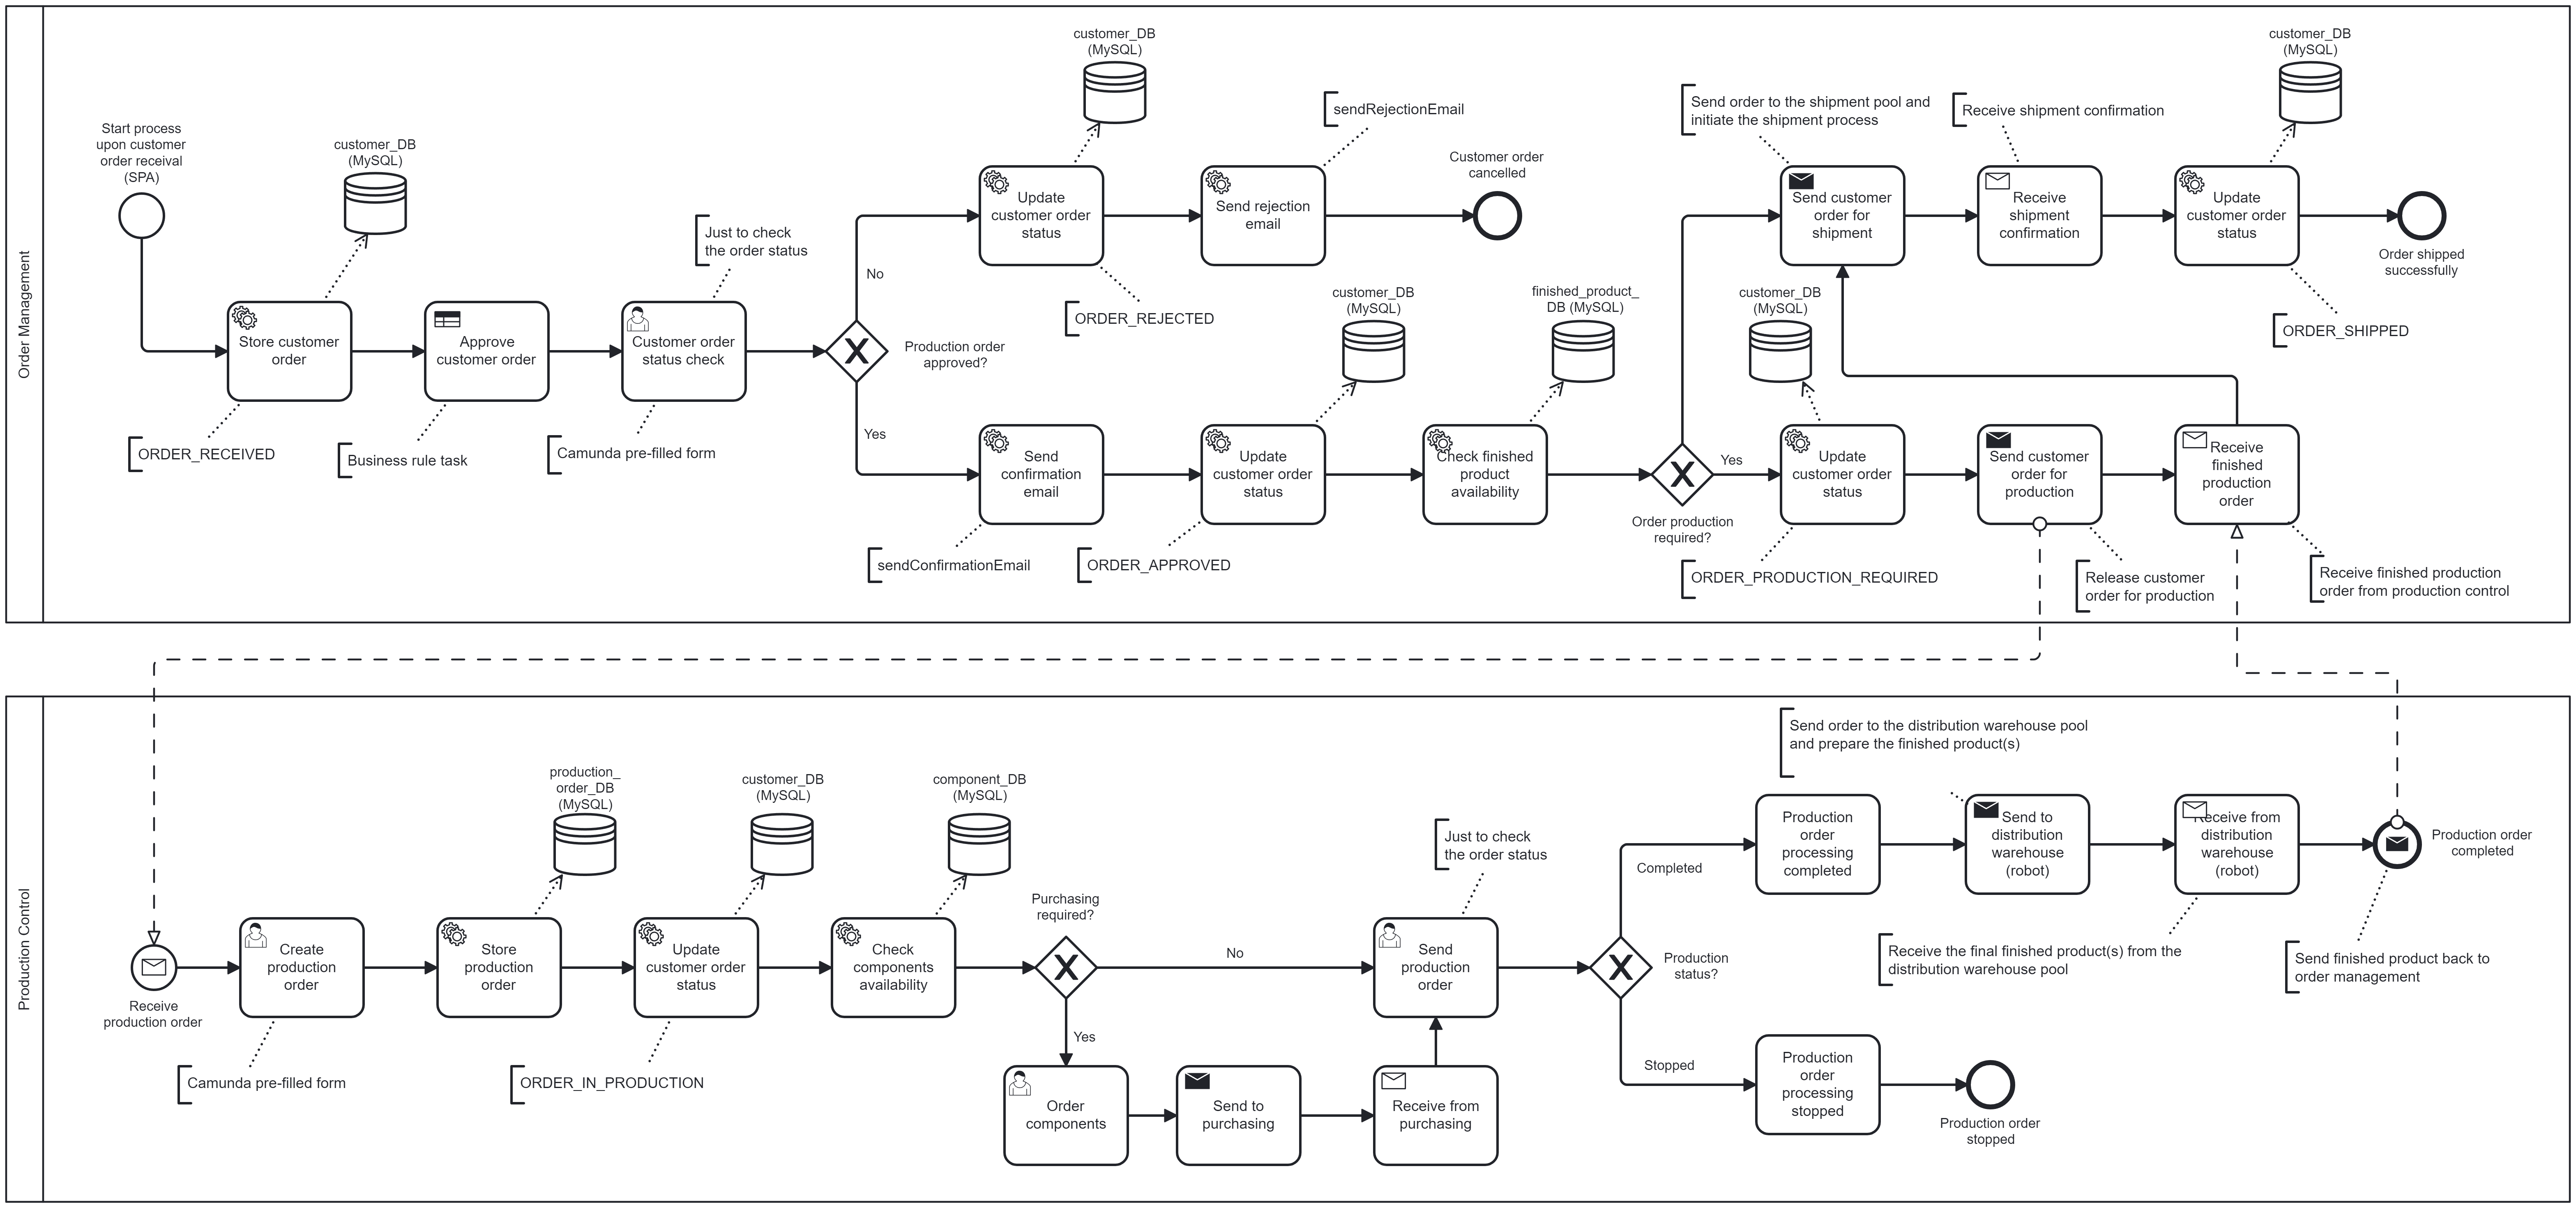 Order Management
Start process
upon customer
order receival
(SPA)
customer_DB
(MySQL)
Store customer
order
ORDER_RECEIVED
Approve
customer order
Business rule task
Just to check
the order status
Customer order
status check
Camunda pre-filled form
Production order
approved?
No
Yes
customer_DB
(MySQL)
Update
customer order
status
ORDER_REJECTED
sendRejectionEmail
Send rejection
email
Customer order
cancelled
Send
confirmation
email
sendConfirmationEmail
customer_DB
(MySQL)
Update
customer order
status
ORDER_APPROVED
finished_product_
DB (MySQL)
Check finished
product
availability
Order production
required?
Yes
Send order to the shipment pool and
initiate the shipment process
Send customer
order for
shipment
Receive shipment confirmation
Receive
shipment
confirmation
customer_DB
(MySQL)
Update
customer order
status
ORDER_SHIPPED
Order shipped
successfully
customer_DB
(MySQL)
Update
customer order
status
ORDER_PRODUCTION_REQUIRED
Send customer
order for
production
Release customer
order for production
Receive
finished
production
order
Receive finished production
order from production control
Production Control
Receive
production order
Create
production
order
Camunda pre-filled form
production_
order_DB
(MySQL)
Store
production
order
customer_DB
(MySQL)
Update
customer order
status
ORDER_IN_PRODUCTION
component_DB
(MySQL)
Check
components
availability
Purchasing
required?
No
Yes
Order
components
Send to
purchasing
Receive from
purchasing
Just to check
the order status
Send
production
order
Production
status?
Completed
Stopped
Production
order
processing
completed
Send order to the distribution warehouse pool
and prepare the finished product(s)
Send to
distribution
warehouse
(robot)
Receive from
distribution
warehouse
(robot)
Receive the final finished product(s) from the
distribution warehouse pool
Production order
completed
Send finished product back to
order management
Production
order
processing
stopped
Production order
stopped